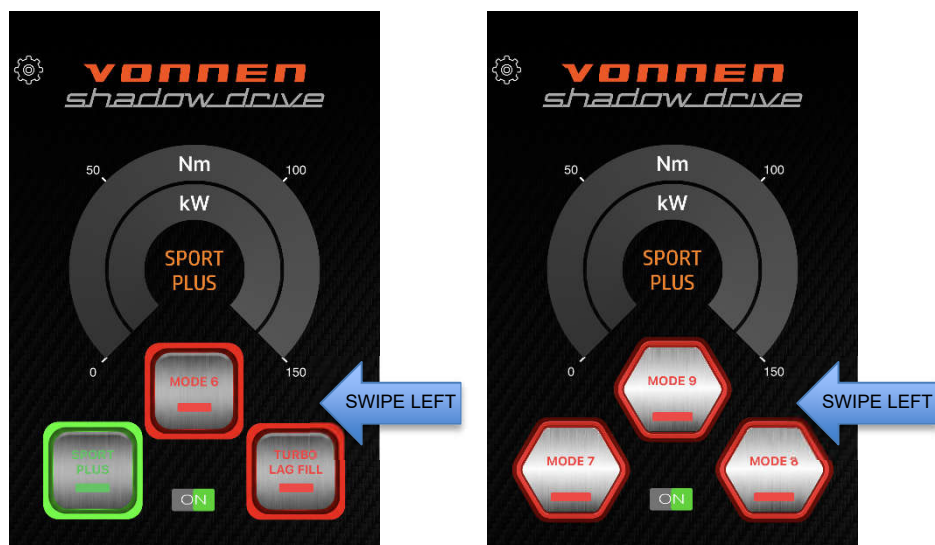 VONNEN
shadow drive
Nm
50
100
kW
SPORT
PLUS
0
150
MODE 6
SWIPE LEFT
SPORT
PLUS
TURBO
LAG FILL
ON
VONNEN
shadow drive
Nm
50
100
kW
SPORT
PLUS
0
150
MODE 9
SWIPE LEFT
MODE 7
MODE 8
ON